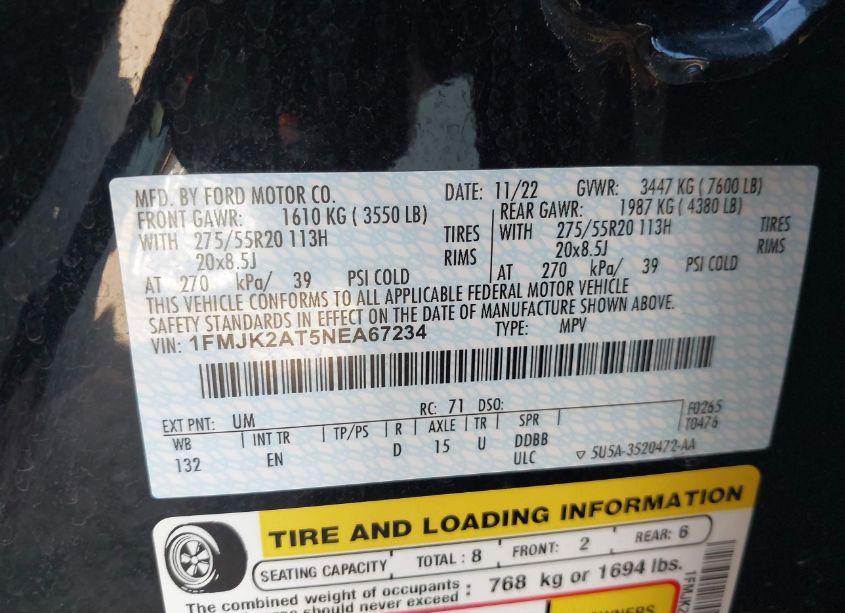 MFD. BY FORD MOTOR CO. DATE: 11/22 GVWR: 3447 KG ( 7600 LB)
FRONT GAWR: 1610 KG ( 3550 LB) REAR GAWR: 1987 KG ( 4380 LB)
WITH 275/55R20 113H TIRES WITH 275/55R20 113H TIRES
20x8.5J RIMS 20x8.5J RIMS
AT 270 kPa/ 39 PSI COLD AT 270 kPa/ 39 PSI COLD
THIS VEHICLE CONFORMS TO ALL APPLICABLE FEDERAL MOTOR VEHICLE
SAFETY STANDARDS IN EFFECT ON THE DATE OF MANUFACTURE SHOWN ABOVE.
VIN: 1FMJK2AT5NEA67234 TYPE: MPV
EXT PNT: UM RC: 71 DSO: F0265
WB INT TR TP/PS R AXLE TR SPR T0476
132 EN D 15 U DDBB
ULC ▽ 5U5A-3520472-AA
TIRE AND LOADING INFORMATION
SEATING CAPACITY TOTAL : 8 FRONT: 2 REAR: 6
The combined weight of occupants : 768 kg or 1694 lbs.
should never exceed